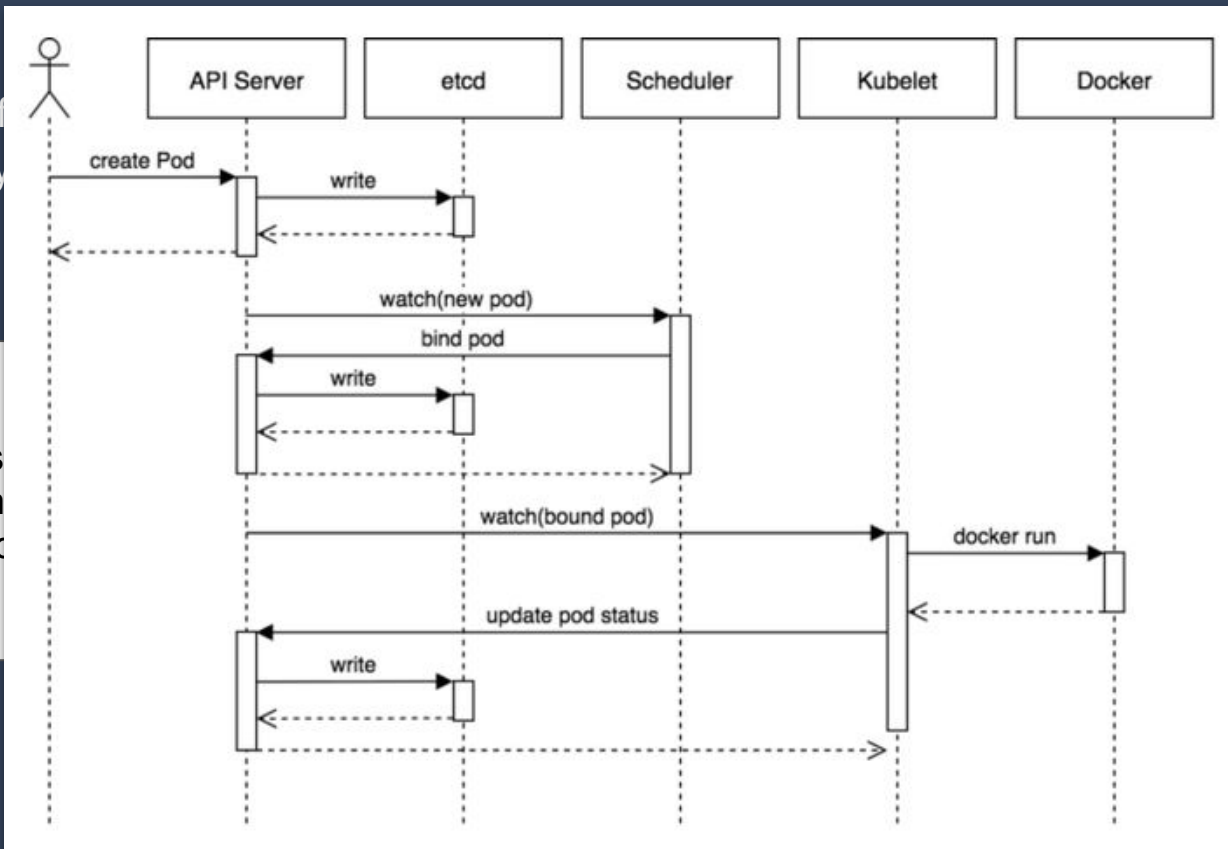 API Server
etcd
Scheduler
Kubelet
Docker
create Pod
write
watch(new pod)
bind pod
write
watch(bound pod)
docker run
update pod status
write